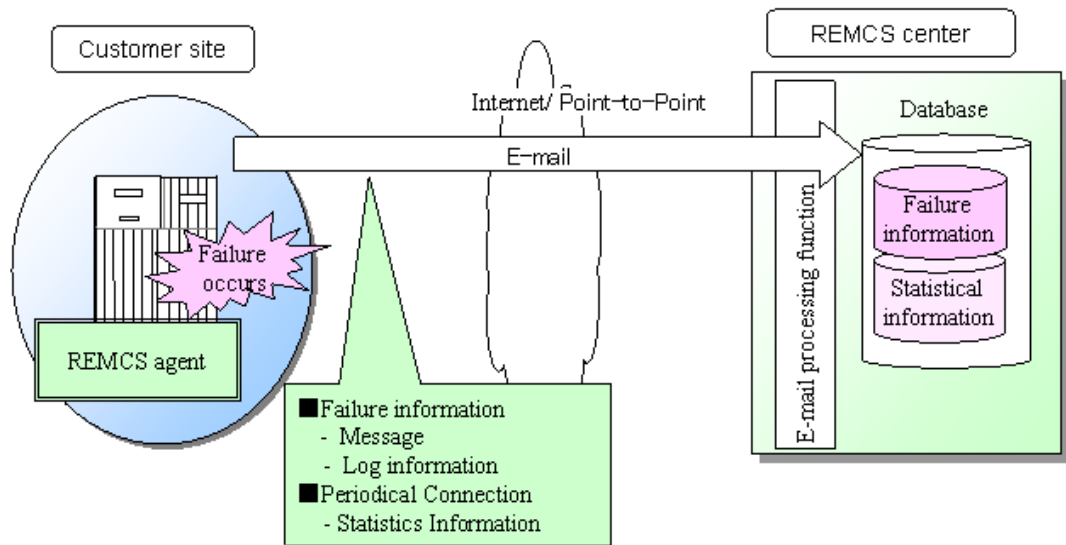 Customer site
REMCS center
Internet/ Point-to-Point
E-mail
Database
Failure
information
Statistical
information
E-mail processing function
Failure
occurs
REMCS agent
■Failure information
- Message
- Log information
■Periodical Connection
- Statistics Information